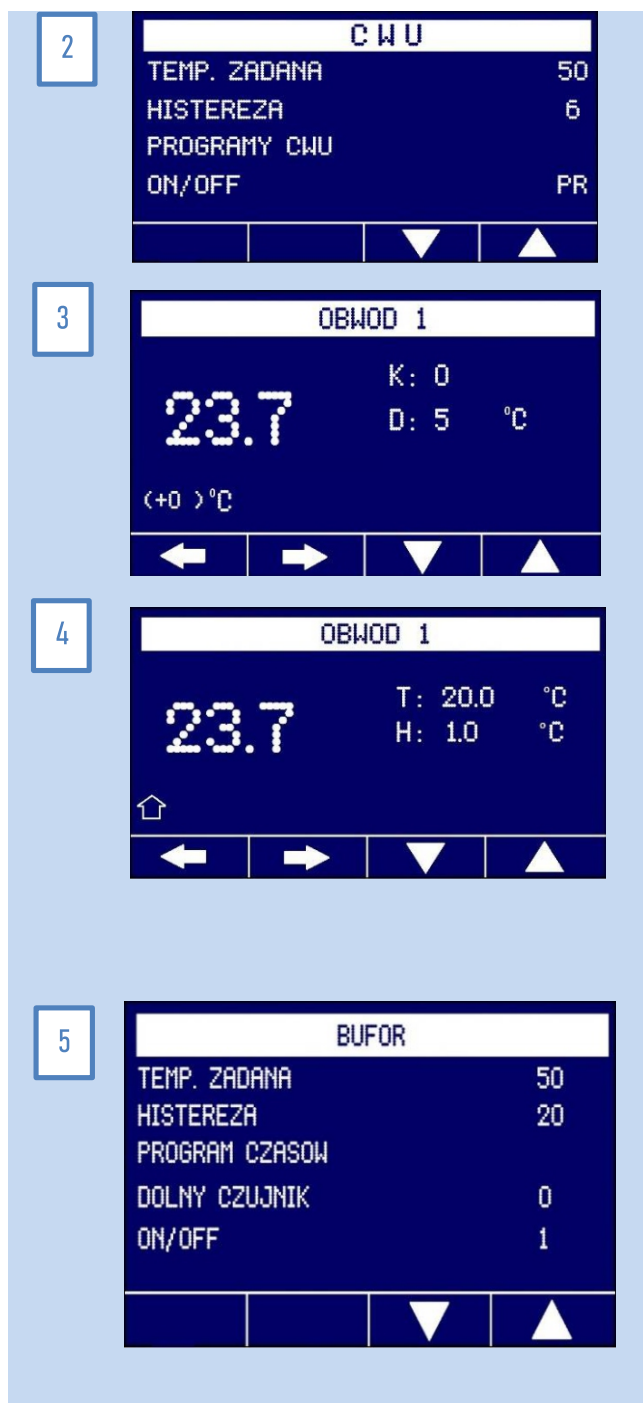 2
CWU
TEMP. ZADANA 50
HISTEREZA 6
PROGRAMY CWU
ON/OFF PR
3
OBWOD 1
23.7
K: 0
D: 5 °C
(+0 )°C
4
OBWOD 1
23.7
T: 20.0 °C
H: 1.0 °C
5
BUFOR
TEMP. ZADANA 50
HISTEREZA 20
PROGRAM CZASOW
DOLNY CZUJNIK 0
ON/OFF 1